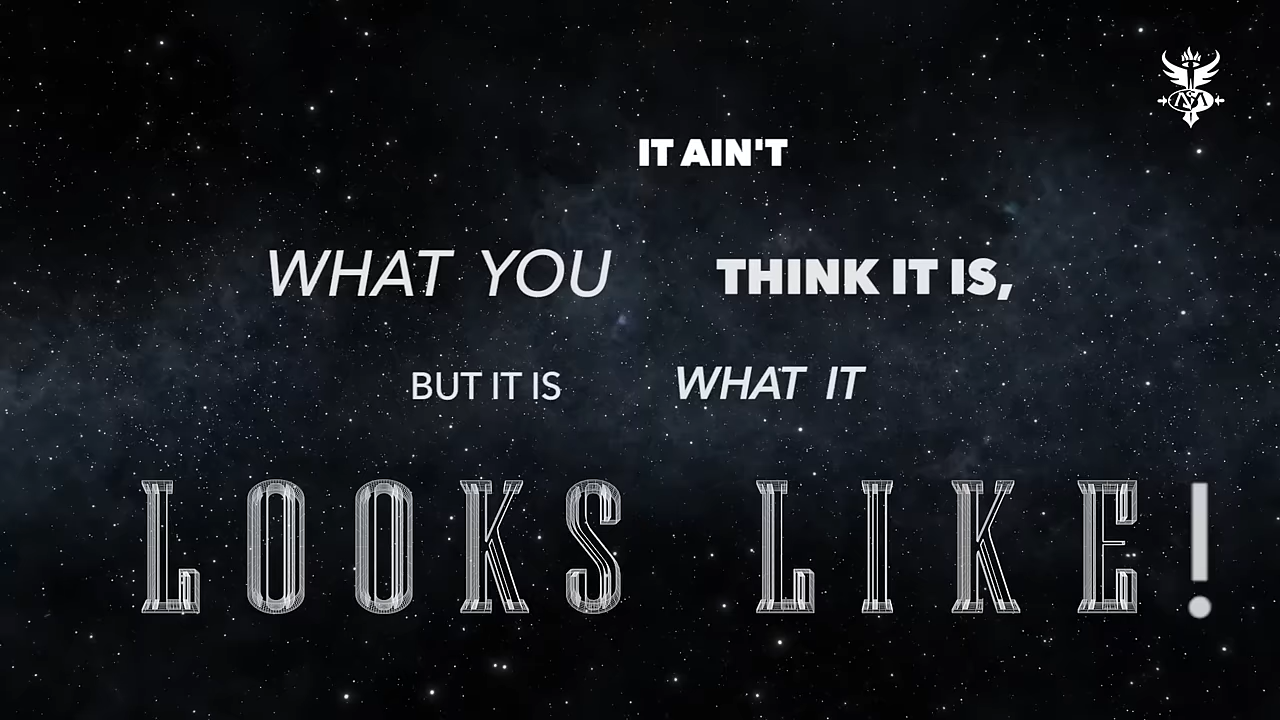 IT AIN'T
WHAT YOU THINK IT IS,
BUT IT IS WHAT IT
LOOKS LIKE!